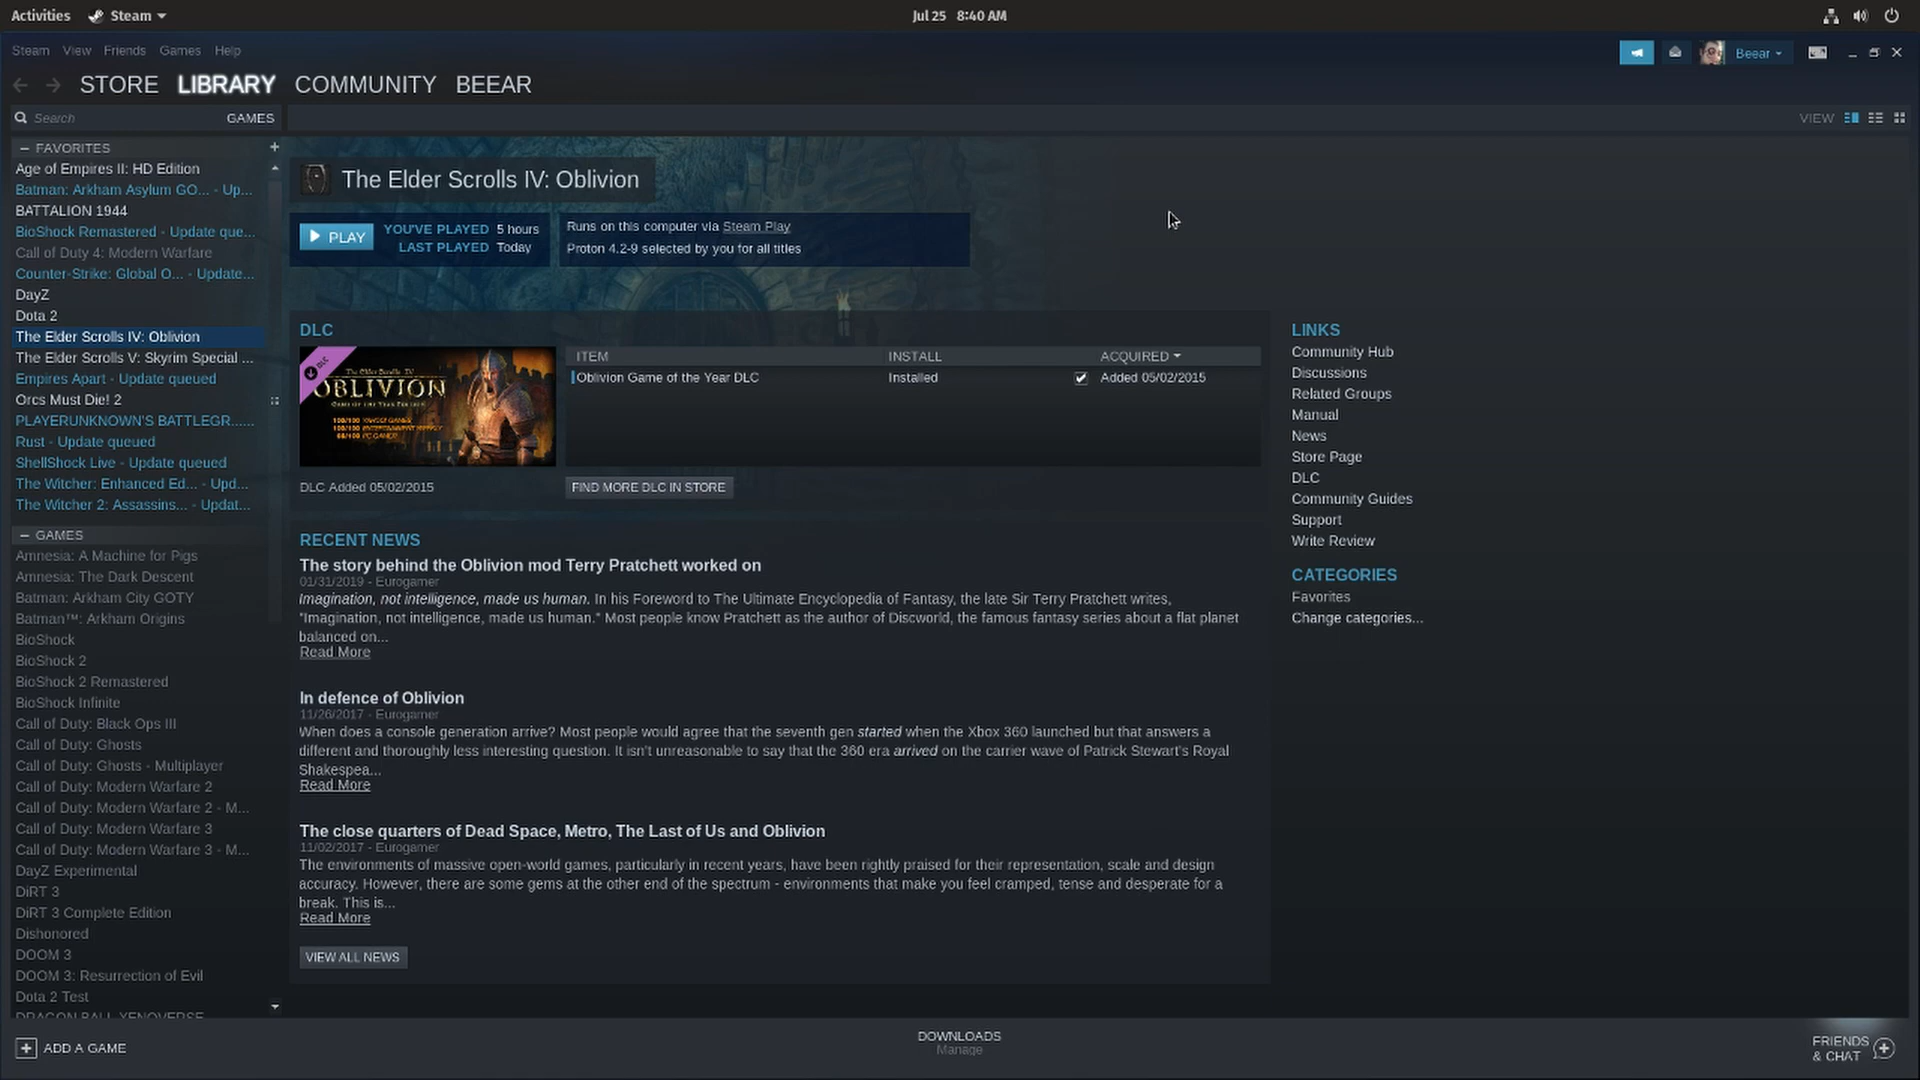 Activities
Steam
Jul 25 8:40 AM
Steam View Friends Games Help
Beear
STORE LIBRARY COMMUNITY BEEAR
Search
GAMES
VIEW
FAVORITES
Age of Empires II: HD Edition
Batman: Arkham Asylum GO... - Up...
BATTALION 1944
BioShock Remastered - Update que...
Call of Duty 4: Modern Warfare
Counter-Strike: Global O... - Update...
DayZ
Dota 2
The Elder Scrolls IV: Oblivion
The Elder Scrolls V: Skyrim Special ...
Empires Apart - Update queued
Orcs Must Die! 2
PLAYERUNKNOWN'S BATTLEGR......
Rust - Update queued
ShellShock Live - Update queued
The Witcher: Enhanced Ed... - Upd...
The Witcher 2: Assassins... - Updat...
GAMES
Amnesia: A Machine for Pigs
Amnesia: The Dark Descent
Batman: Arkham City GOTY
Batman™: Arkham Origins
BioShock
BioShock 2
BioShock 2 Remastered
BioShock Infinite
Call of Duty: Black Ops III
Call of Duty: Ghosts
Call of Duty: Ghosts - Multiplayer
Call of Duty: Modern Warfare 2
Call of Duty: Modern Warfare 2 - M...
Call of Duty: Modern Warfare 3
Call of Duty: Modern Warfare 3 - M...
DayZ Experimental
DiRT 3
DiRT 3 Complete Edition
Dishonored
DOOM 3
DOOM 3: Resurrection of Evil
Dota 2 Test
DRAGON BALL XENOVERSE
The Elder Scrolls IV: Oblivion
PLAY
YOU'VE PLAYED 5 hours
LAST PLAYED Today
Runs on this computer via Steam Play
Proton 4.2-9 selected by you for all titles
DLC
DLC
The Elder Scrolls IV
OBLIVION
GAME OF THE YEAR EDITION
ITEM INSTALL ACQUIRED
Oblivion Game of the Year DLC Installed Added 05/02/2015
DLC Added 05/02/2015
FIND MORE DLC IN STORE
RECENT NEWS
The story behind the Oblivion mod Terry Pratchett worked on
01/31/2019 - Eurogamer
Imagination, not intelligence, made us human. In his Foreword to The Ultimate Encyclopedia of Fantasy, the late Sir Terry Pratchett writes,
"Imagination, not intelligence, made us human." Most people know Pratchett as the author of Discworld, the famous fantasy series about a flat planet
balanced on...
Read More
In defence of Oblivion
11/26/2017 - Eurogamer
When does a console generation arrive? Most people would agree that the seventh gen started when the Xbox 360 launched but that answers a
different and thoroughly less interesting question. It isn't unreasonable to say that the 360 era arrived on the carrier wave of Patrick Stewart's Royal
Shakespea...
Read More
The close quarters of Dead Space, Metro, The Last of Us and Oblivion
11/02/2017 - Eurogamer
The environments of massive open-world games, particularly in recent years, have been rightly praised for their representation, scale and design
accuracy. However, there are some gems at the other end of the spectrum - environments that make you feel cramped, tense and desperate for a
break. This is...
Read More
VIEW ALL NEWS
LINKS
Community Hub
Discussions
Related Groups
Manual
News
Store Page
DLC
Community Guides
Support
Write Review
CATEGORIES
Favorites
Change categories...
ADD A GAME
DOWNLOADS
Manage
FRIENDS
& CHAT